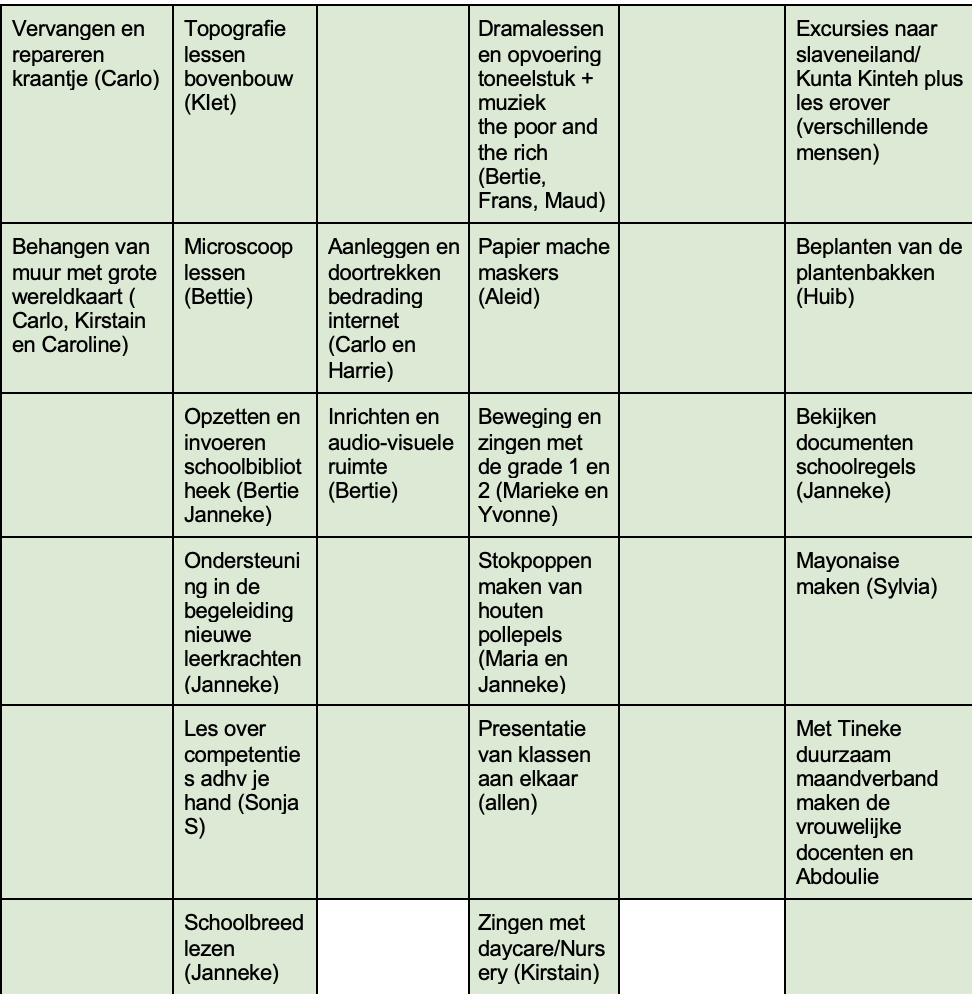 Vervangen en
repareren
kraantje (Carlo)
Topografie
lessen
bovenbouw
(Klet)
Dramalessen
en opvoering
toneelstuk +
muziek
the poor and
the rich
(Bertie,
Frans, Maud)
Excursies naar
slaveneiland/
Kunta Kinteh plus
les erover
(verschillende
mensen)
Behangen van
muur met grote
wereldkaart (
Carlo, Kirstain
en Caroline)
Microscoop
lessen
(Bettie)
Aanleggen en
doortrekken
bedrading
internet
(Carlo en
Harrie)
Papier mache
maskers
(Aleid)
Beplanten van de
plantenbakken
(Huib)
Opzetten en
invoeren
schoolbibliot
heek (Bertie
Janneke)
Inrichten en
audio-visuele
ruimte
(Bertie)
Beweging en
zingen met
de grade 1 en
2 (Marieke en
Yvonne)
Bekijken
documenten
schoolregels
(Janneke)
Ondersteuni
ng in de
begeleiding
nieuwe
leerkrachten
(Janneke)
Stokpoppen
maken van
houten
pollepels
(Maria en
Janneke)
Mayonaise
maken (Sylvia)
Les over
competentie
s adhv je
hand (Sonja
S)
Presentatie
van klassen
aan elkaar
(allen)
Met Tineke
duurzaam
maandverband
maken de
vrouwelijke
docenten en
Abdoulie
Schoolbreed
lezen
(Janneke)
Zingen met
daycare/Nurs
ery (Kirstain)